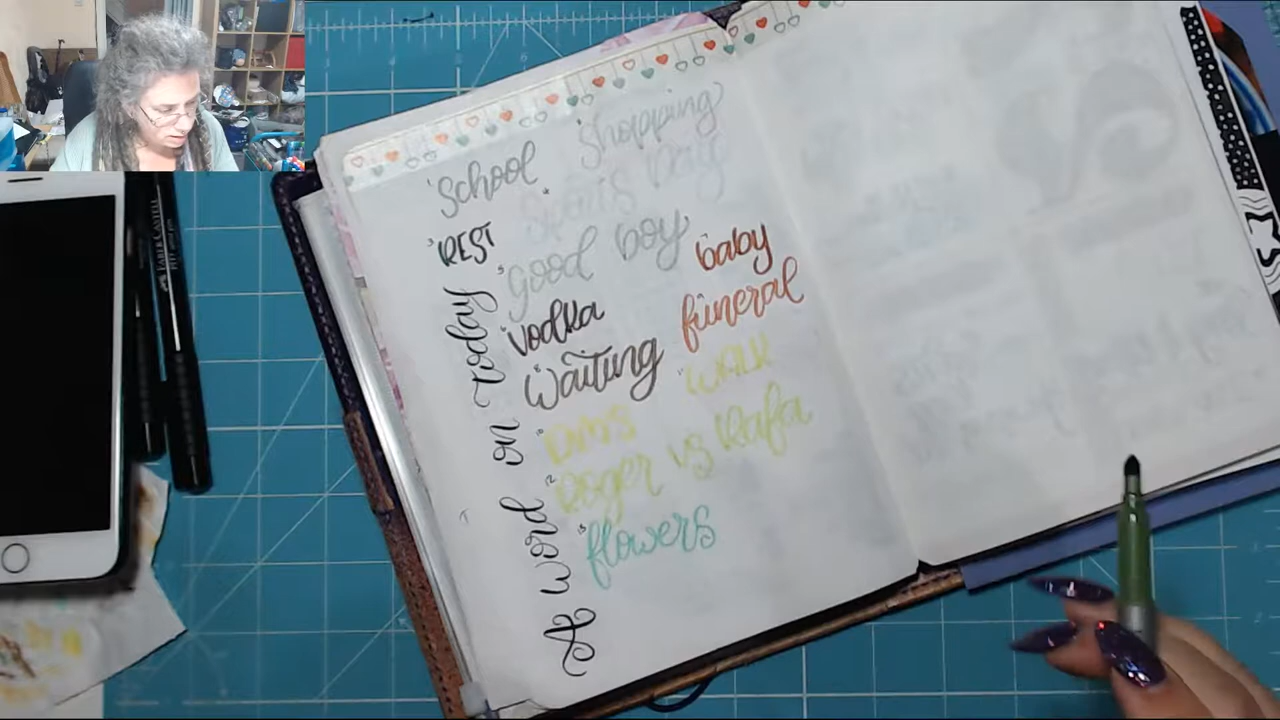 A word on today
School
Shopping
Sports Day
REST
good boy
baby
vodka
funeral
waiting
WALK
DMS
Roger vs Rafa
flowers
FABER-CASTELL